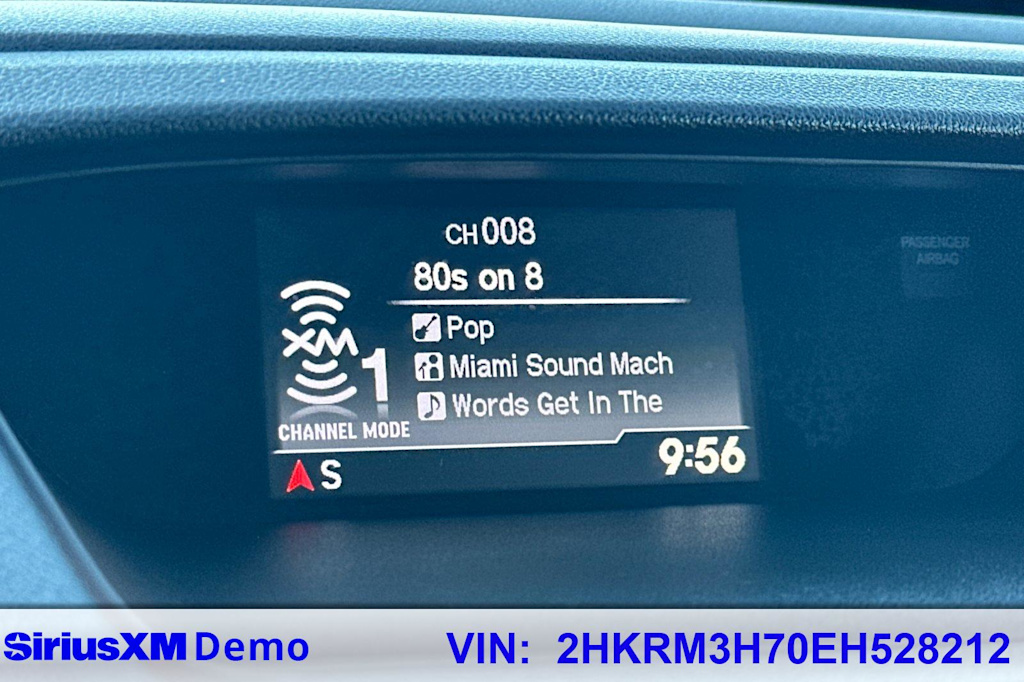 CH008
80s on 8
Pop
XM 1
Miami Sound Mach
Words Get In The
CHANNEL MODE
S
9:56
PASSENGER
AIRBAG
SiriusXM Demo
VIN: 2HKRM3H70EH528212